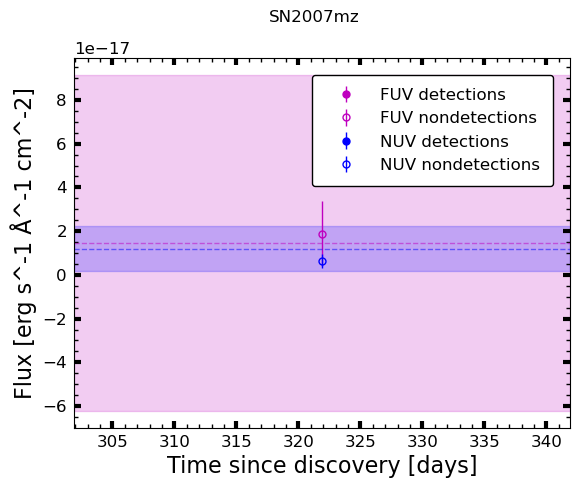 SN2007mz
1e−17
FUV detections
FUV nondetections
NUV detections
NUV nondetections
8
6
4
2
0
−2
−4
−6
Flux [erg s^-1 Å^-1 cm^-2]
305 310 315 320 325 330 335 340
Time since discovery [days]